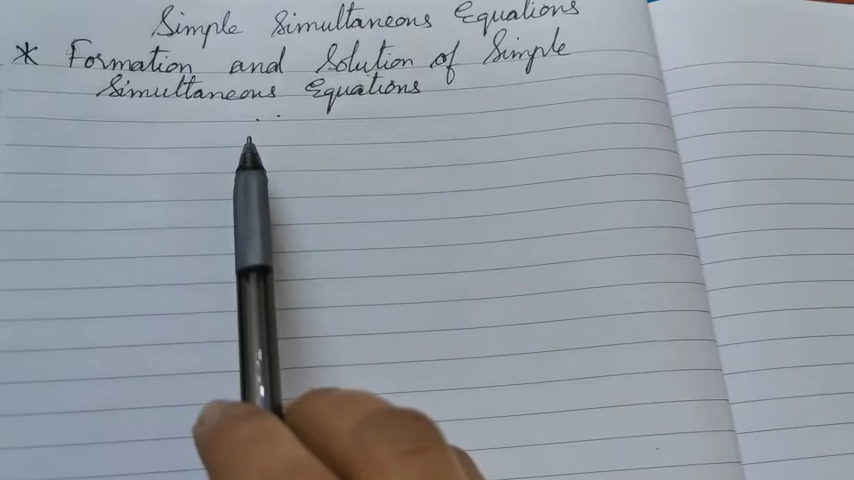 Simple Simultaneous Equations
* Formation and Solution of Simple
Simultaneous Equations